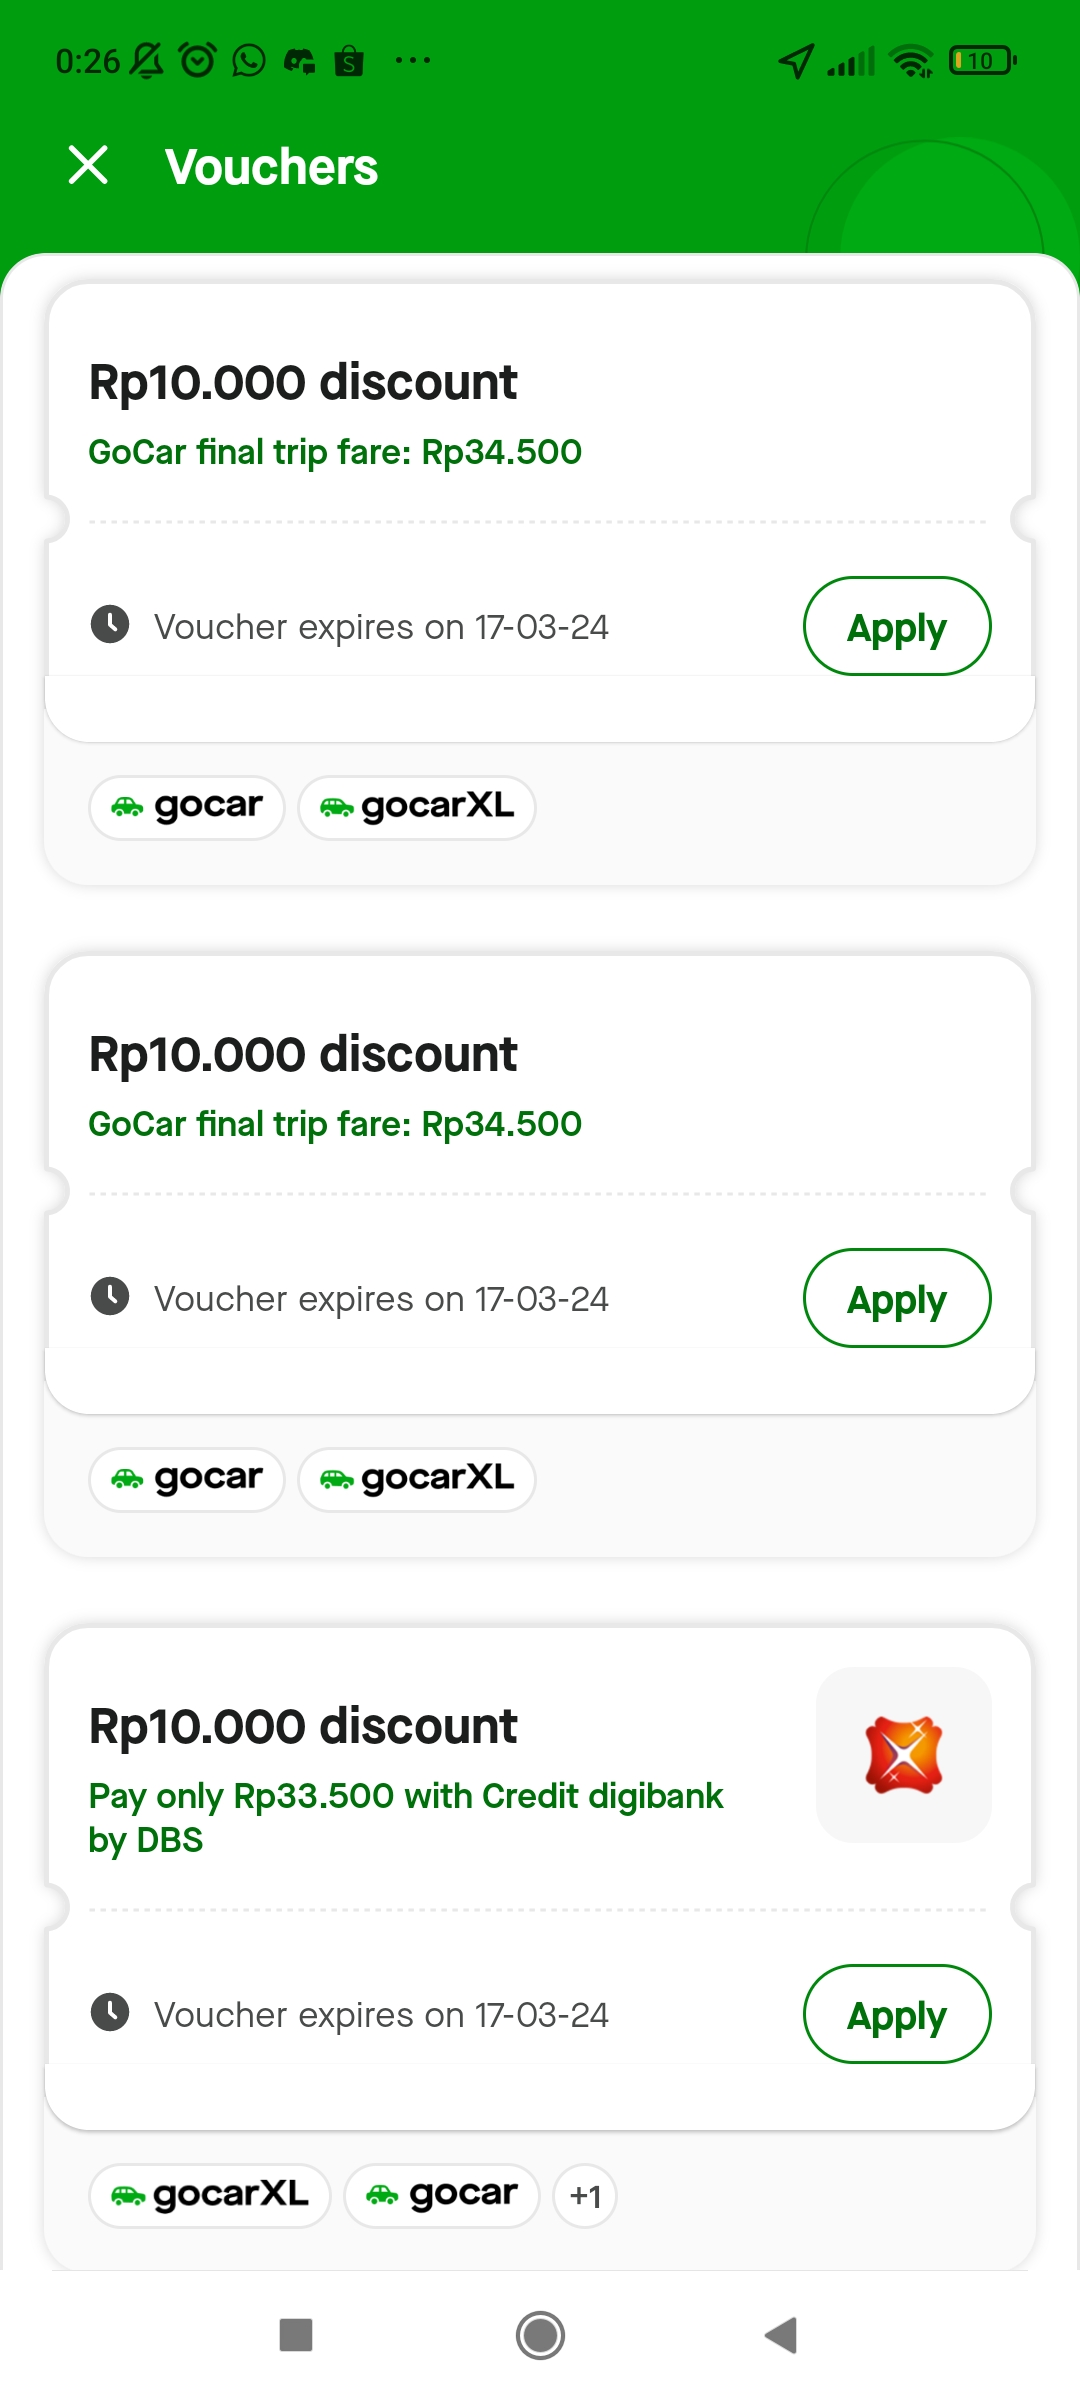 0:26
10
Vouchers
Rp10.000 discount
GoCar final trip fare: Rp34.500
Voucher expires on 17-03-24
Apply
gocar
gocarXL
Rp10.000 discount
GoCar final trip fare: Rp34.500
Voucher expires on 17-03-24
Apply
gocar
gocarXL
Rp10.000 discount
Pay only Rp33.500 with Credit digibank
by DBS
Voucher expires on 17-03-24
Apply
gocarXL
gocar
+1